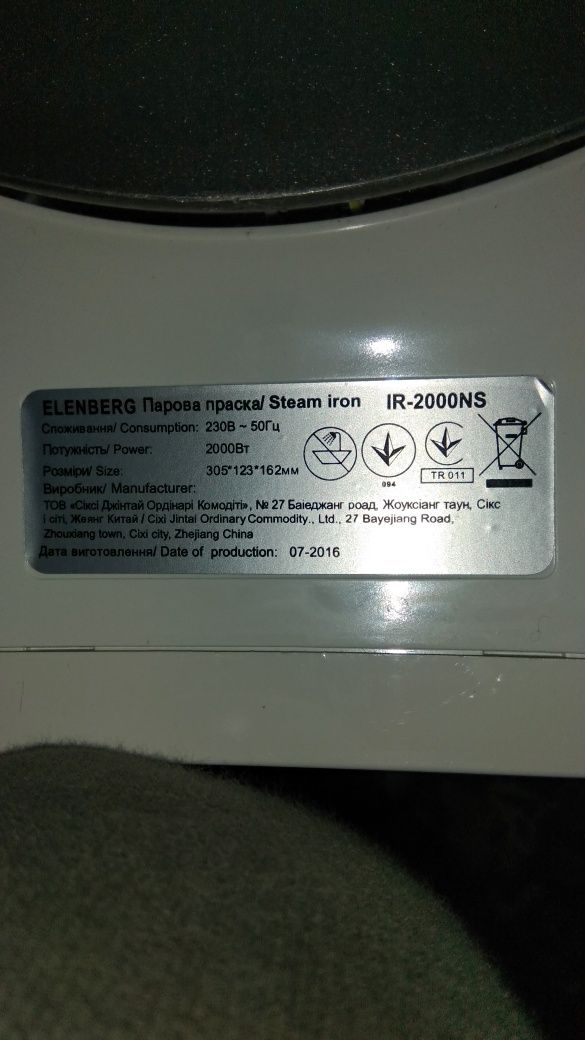 ELENBERG Парова праска/ Steam iron IR-2000NS
Споживання/ Consumption: 230В ~ 50Гц
Потужність/ Power: 2000Вт
Розміри/ Size: 305*123*162мм
094
TR 011
Виробник/ Manufacturer:
ТОВ «Сіксі Джінтай Ордінарі Комодіті», № 27 Баіеджанг роад, Жоуксіанг таун, Сікс
і сіті, Жеянг Китай / Cixi Jintai Ordinary Commodity., Ltd., 27 Bayejiang Road,
Zhouxiang town, Cixi city, Zhejiang China
Дата виготовлення/ Date of production: 07-2016